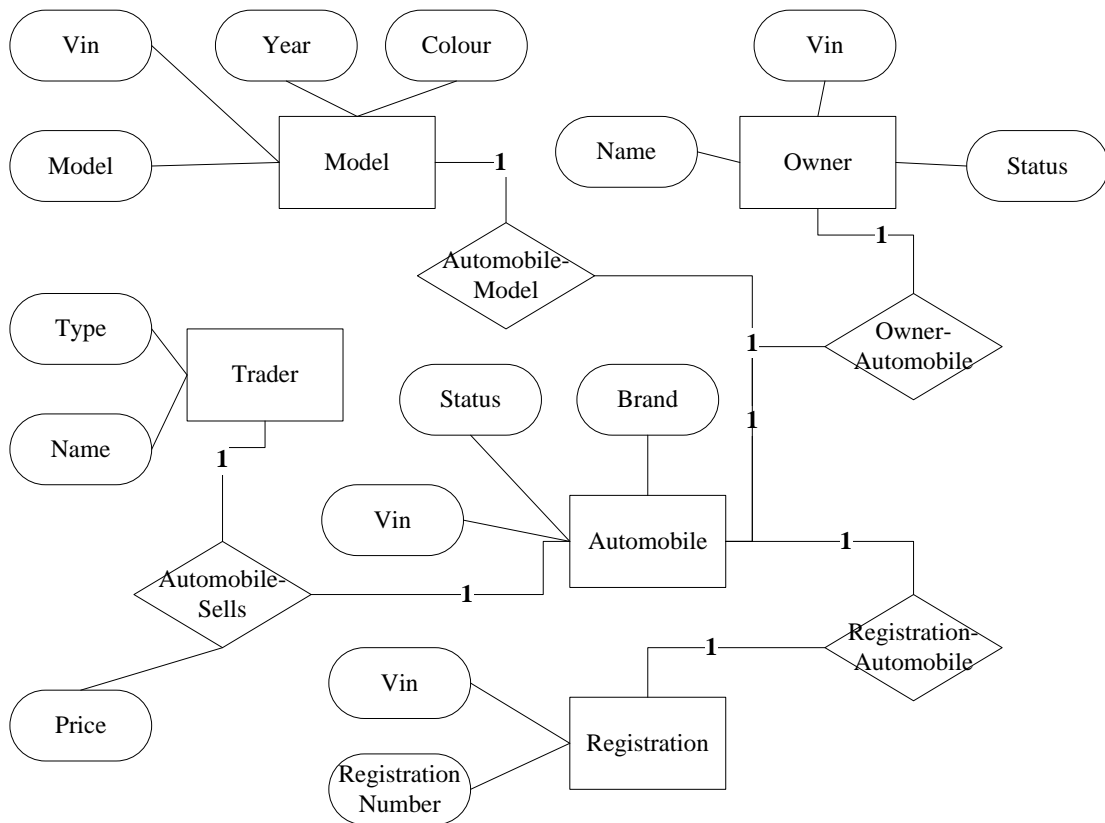 Vin
Year
Colour
Vin
Model
Model
Name
Owner
Status
1
1
Automobile-
Model
Type
Trader
Name
1
Owner-
Automobile
Status
Brand
1
1
Vin
Automobile
1
Automobile-
Sells
1
Registration-
Automobile
1
Vin
Price
Registration
Registration
Number